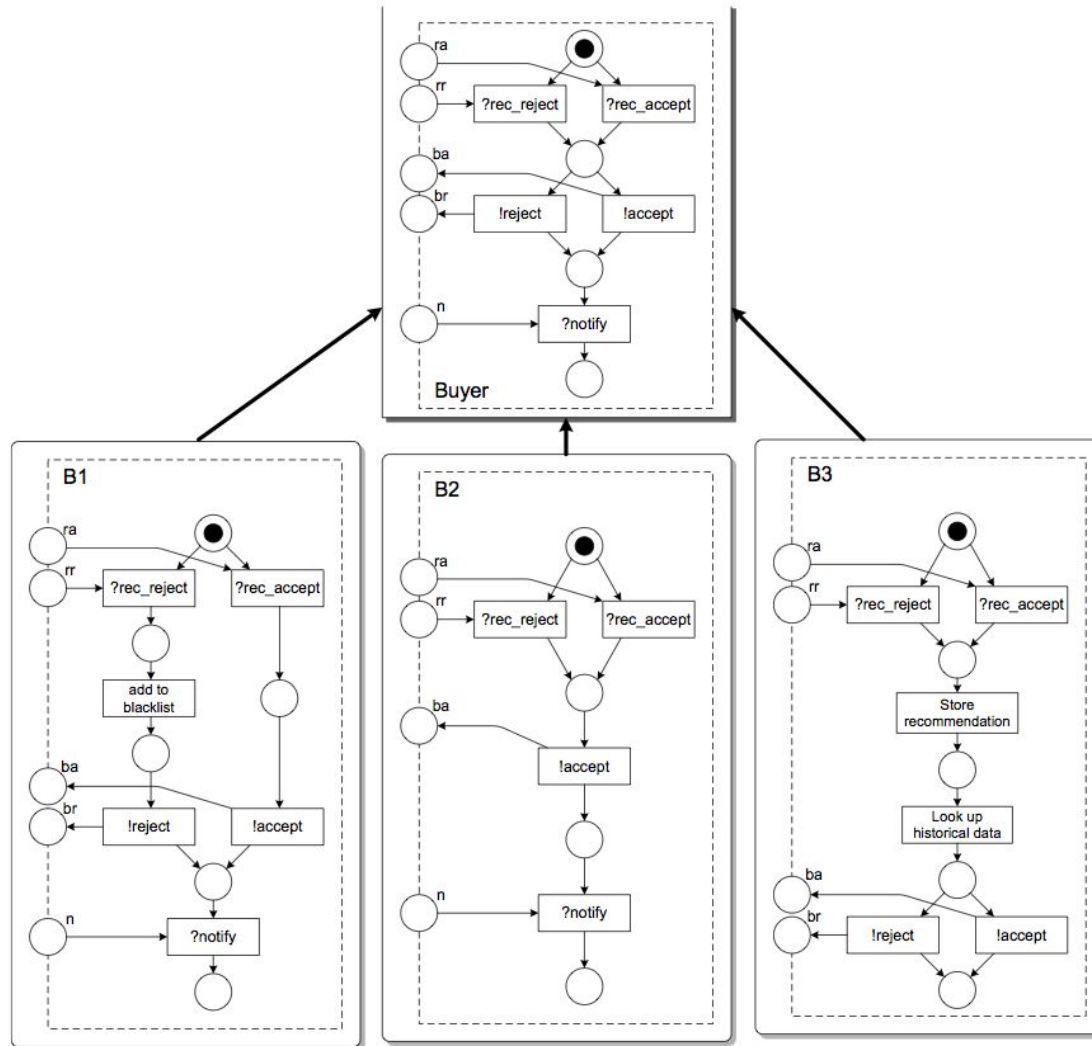 ra
rr
?rec_reject
?rec_accept
ba
br
!reject
!accept
n
?notify
Buyer
B1
ra
rr
?rec_reject
?rec_accept
add to
blacklist
ba
br
!reject
!accept
n
?notify
B2
ra
rr
?rec_reject
?rec_accept
ba
!accept
n
?notify
B3
ra
rr
?rec_reject
?rec_accept
Store
recommendation
Look up
historical data
ba
br
!reject
!accept